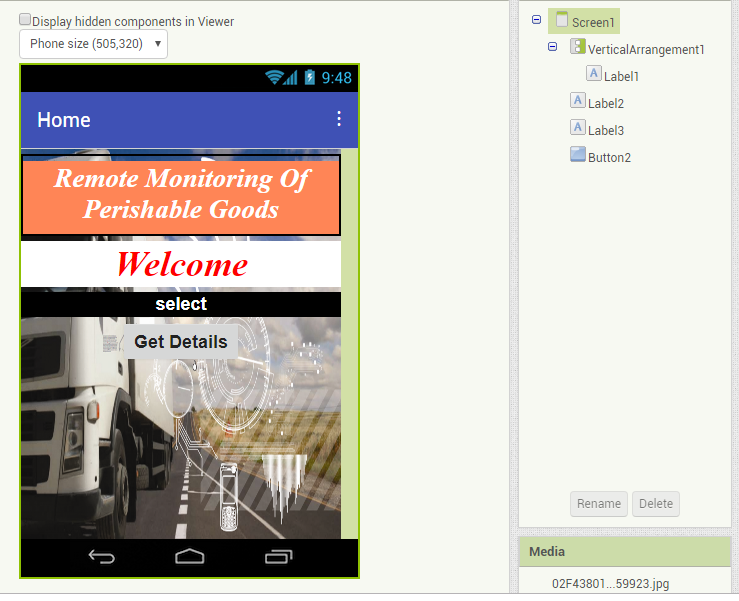 Display hidden components in Viewer
Phone size (505,320)
9:48
Home
Remote Monitoring Of
Perishable Goods
Welcome
select
Get Details
Screen1
VerticalArrangement1
A Label1
A Label2
A Label3
Button2
Rename Delete
Media
02F43801...59923.jpg